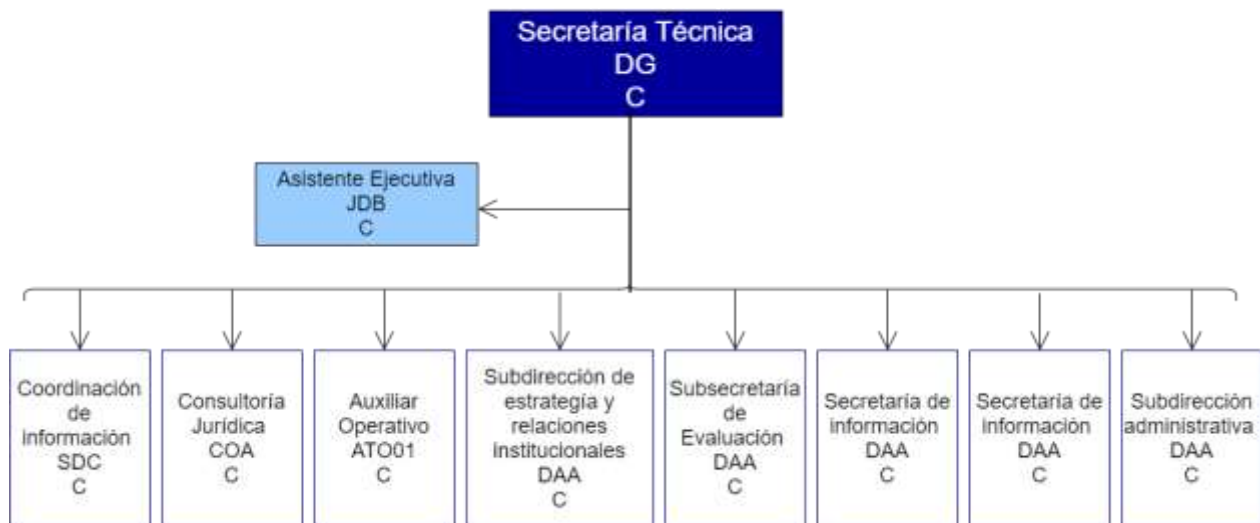 Secretaría Técnica
DG
C
Asistente Ejecutiva
JDB
C
Coordinación
de
información
SDC
C
Consultoría
Jurídica
COA
C
Auxiliar
Operativo
ATO01
C
Subdirección de
estrategía y
relaciones
institucionales
DAA
C
Subsecretaría
de
Evaluación
DAA
C
Secretaría de
información
DAA
C
Secretaría de
información
DAA
C
Subdirección
administrativa
DAA
C